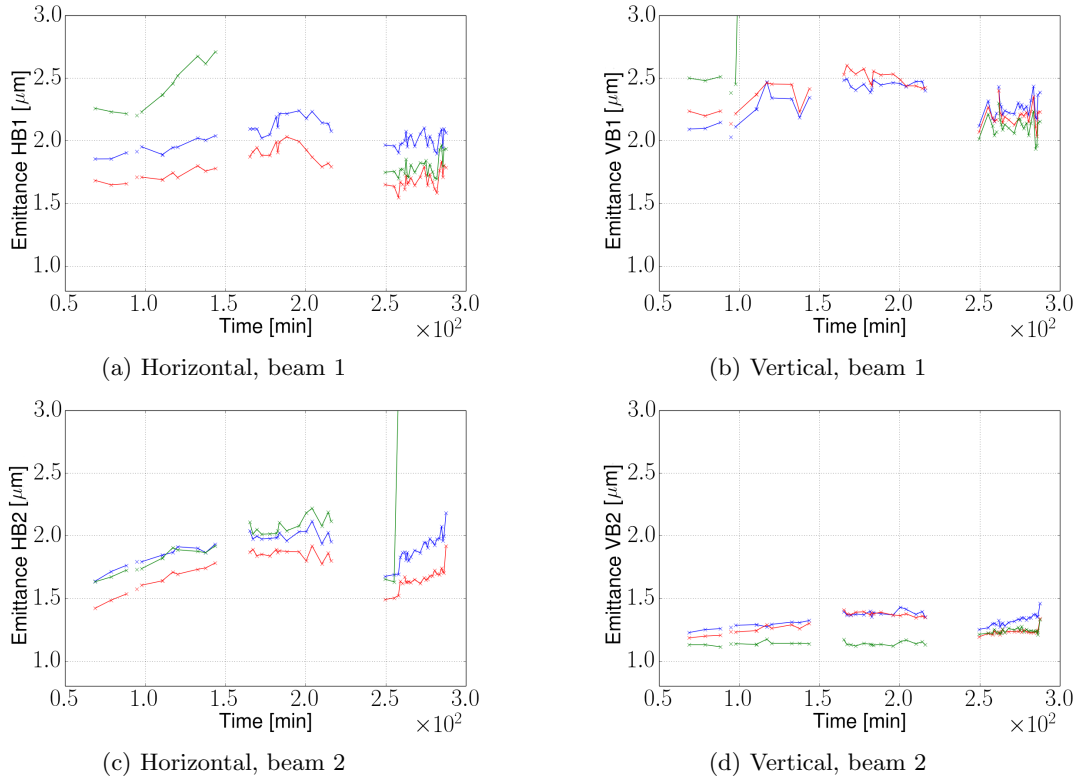 3.0
2.5
2.0
1.5
1.0
Emittance HB1 [μm]
0.5 1.0 1.5 2.0 2.5 3.0
Time [min]
×10²
(a) Horizontal, beam 1
3.0
2.5
2.0
1.5
1.0
Emittance VB1 [μm]
0.5 1.0 1.5 2.0 2.5 3.0
Time [min]
×10²
(b) Vertical, beam 1
3.0
2.5
2.0
1.5
1.0
Emittance HB2 [μm]
0.5 1.0 1.5 2.0 2.5 3.0
Time [min]
×10²
(c) Horizontal, beam 2
3.0
2.5
2.0
1.5
1.0
Emittance VB2 [μm]
0.5 1.0 1.5 2.0 2.5 3.0
Time [min]
×10²
(d) Vertical, beam 2